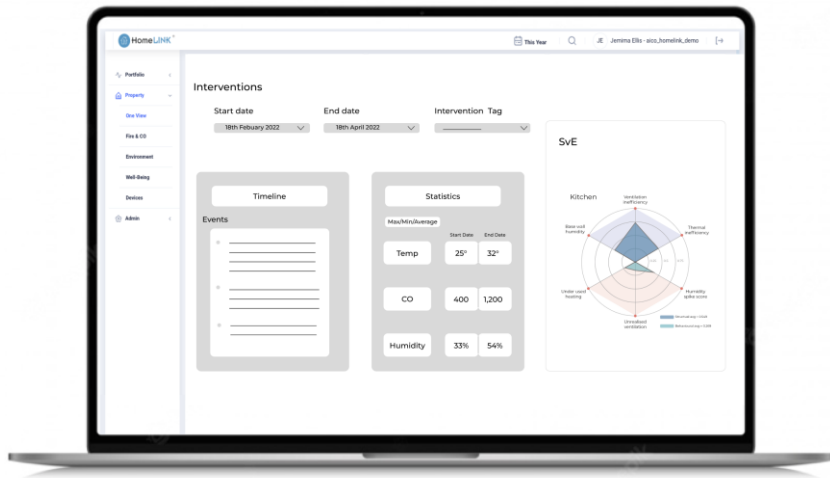 HomeLINK
This Year
JE Jemima Elks - aico_homelink_demo
Portfolio
Property
One View
Fire & CO
Environment
Well-Being
Devices
Admin
Interventions
Start date
End date
Intervention Tag
18th Febuary 2022
18th April 2022
Timeline
Events
Statistics
Max/Min/Average
Start Date
End Date
Temp
25°
32°
CO
400
1,200
Humidity
33%
54%
SvE
Kitchen
Ventilation
inefficiency
Thermal
inefficiency
Humidity
spike score
Unrealised
ventilation
Under used
heating
Base wall
humidity